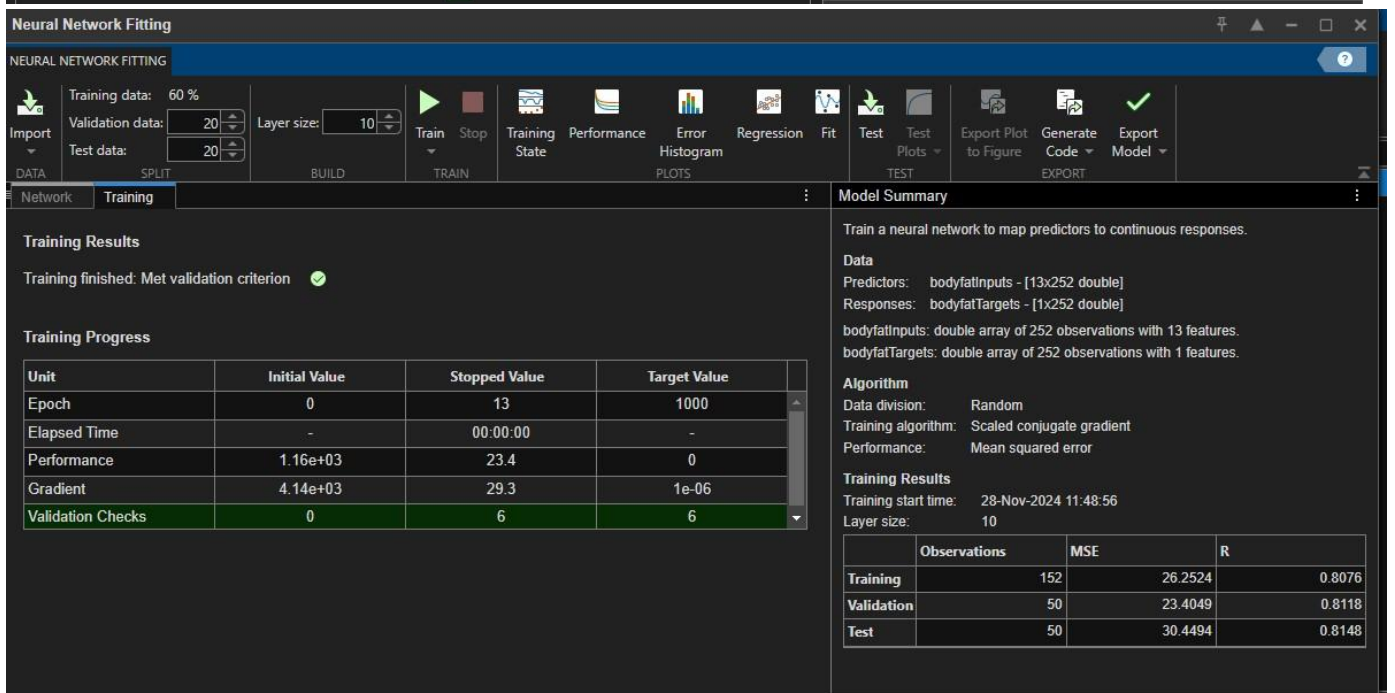 Neural Network Fitting
NEURAL NETWORK FITTING
Import
DATA
Training data: 60 %
Validation data: 20
Test data: 20
SPLIT
Layer size: 10
BUILD
Train Stop
TRAIN
Training State
Performance
Error Histogram
Regression
Fit
PLOTS
Test
Test Plots
TEST
Export Plot to Figure
Generate Code
Export Model
EXPORT
Network Training
Training Results
Training finished: Met validation criterion
Training Progress
Unit Initial Value Stopped Value Target Value
Epoch 0 13 1000
Elapsed Time - 00:00:00 -
Performance 1.16e+03 23.4 0
Gradient 4.14e+03 29.3 1e-06
Validation Checks 0 6 6
Model Summary
Train a neural network to map predictors to continuous responses.
Data
Predictors: bodyfatInputs - [13x252 double]
Responses: bodyfatTargets - [1x252 double]
bodyfatInputs: double array of 252 observations with 13 features.
bodyfatTargets: double array of 252 observations with 1 features.
Algorithm
Data division: Random
Training algorithm: Scaled conjugate gradient
Performance: Mean squared error
Training Results
Training start time: 28-Nov-2024 11:48:56
Layer size: 10
Observations MSE R
Training 152 26.2524 0.8076
Validation 50 23.4049 0.8118
Test 50 30.4494 0.8148